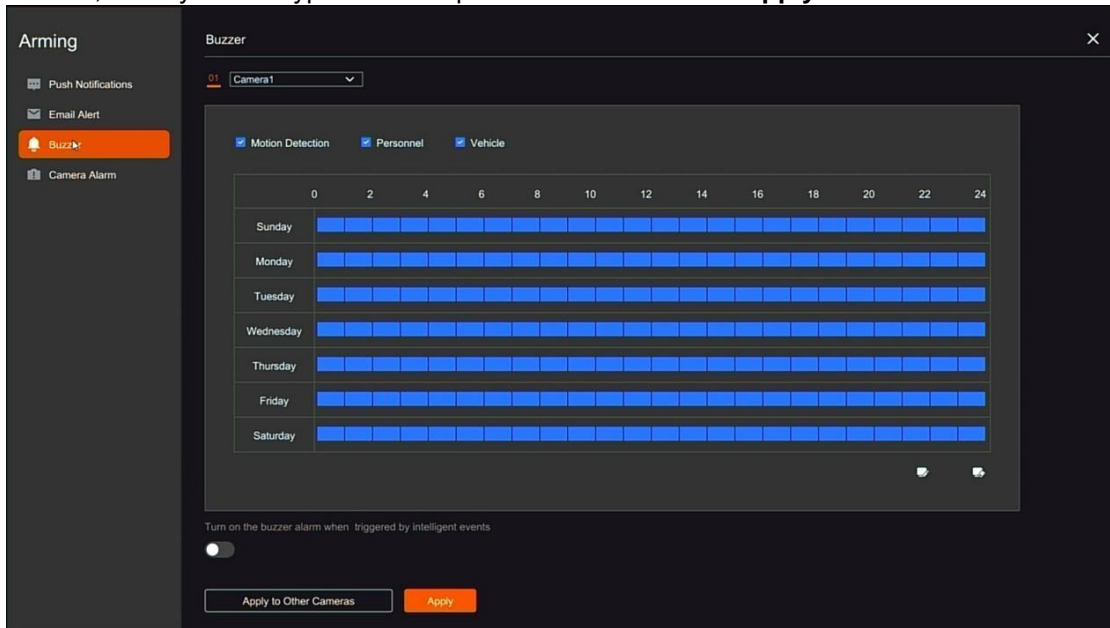 Apply
Arming
Buzzer
Push Notifications
Email Alert
Camera Alarm
Buzzer
01 Camera1
Motion Detection Personnel Vehicle
0 2 4 6 8 10 12 14 16 18 20 22 24
Sunday
Monday
Tuesday
Wednesday
Thursday
Friday
Saturday
Turn on the buzzer alarm when triggered by intelligent events
Apply to Other Cameras Apply